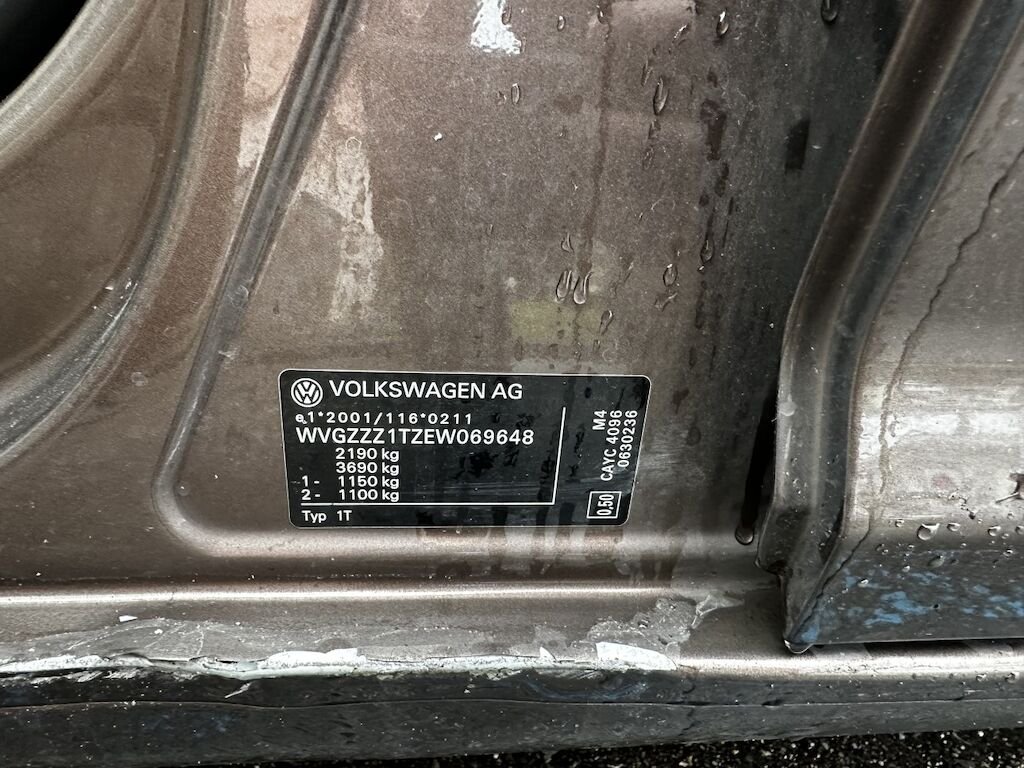 VOLKSWAGEN AG
e1*2001/116*0211
WVGZZZ1TZEW069648
2190 kg
3690 kg
1- 1150 kg
2- 1100 kg
Typ 1T
M4
CAYC 4096
0630236
0,50